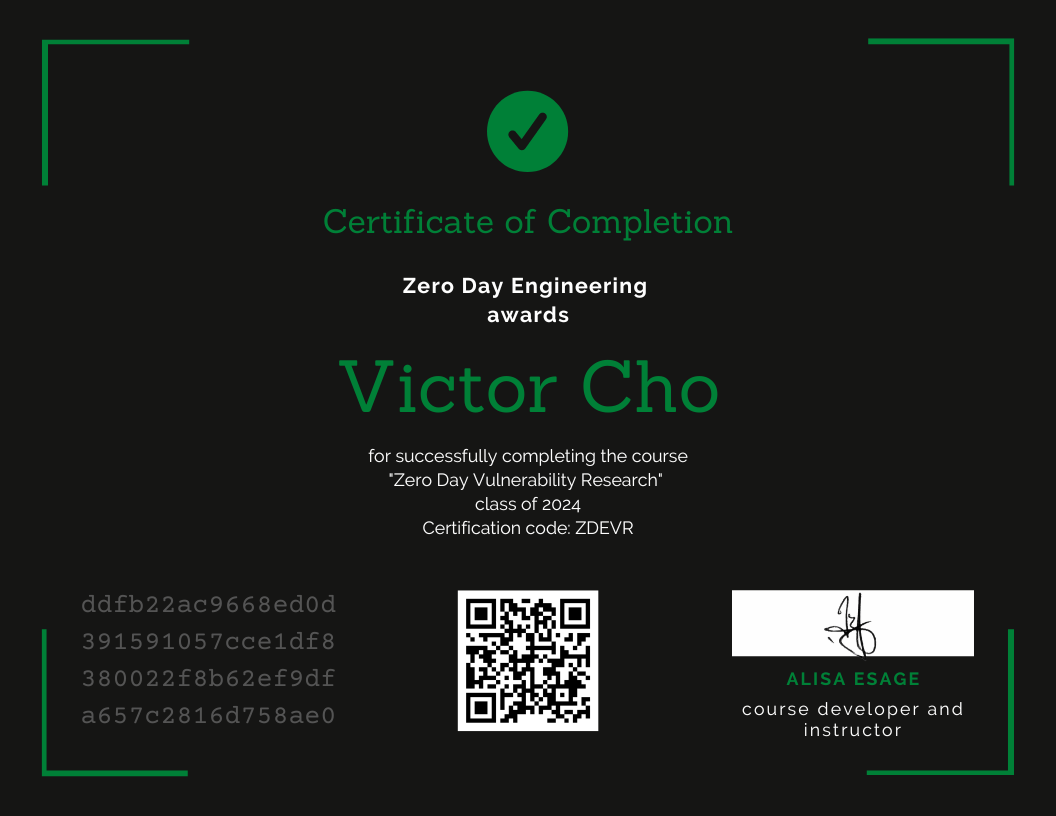 Certificate of Completion
Zero Day Engineering
awards
Victor Cho
for successfully completing the course
"Zero Day Vulnerability Research"
class of 2024
Certification code: ZDEVR
ddfb22ac9668ed0d
391591057cce1df8
380022f8b62ef9df
a657c2816d758ae0
ALISA ESAGE
course developer and
instructor